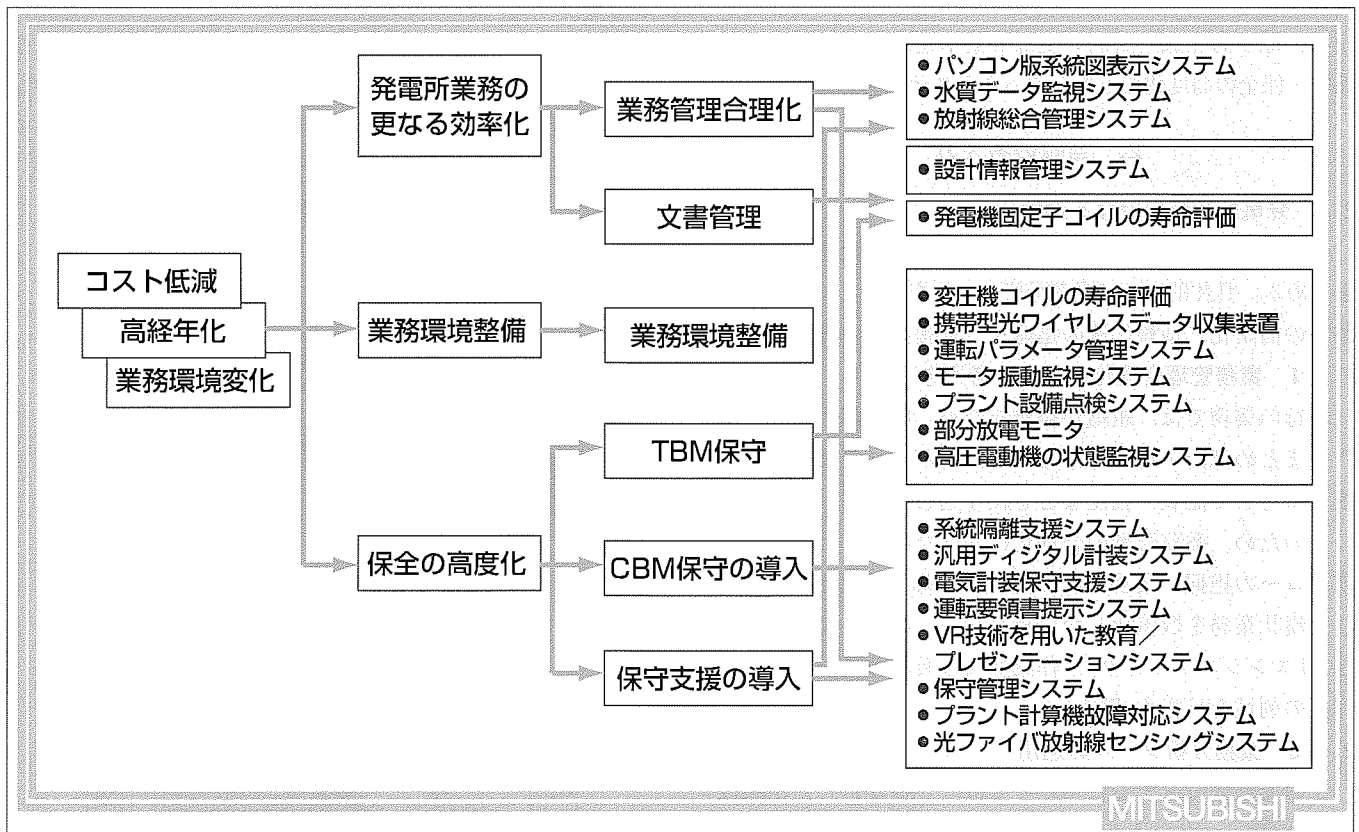 コスト低減
高経年化
業務環境変化
発電所業務の
更なる効率化
業務環境整備
保全の高度化
業務管理合理化
文書管理
業務環境整備
TBM保守
CBM保守の導入
保守支援の導入
●パソコン版系統図表示システム
●水質データ監視システム
●放射線総合管理システム
●設計情報管理システム
●発電機固定子コイルの寿命評価
●変圧機コイルの寿命評価
●携帯型光ワイヤレスデータ収集装置
●運転パラメータ管理システム
●モータ振動監視システム
●プラント設備点検システム
●部分放電モニタ
●高圧電動機の状態監視システム
●系統隔離支援システム
●汎用ディジタル計装システム
●電気計装保守支援システム
●運転要領書提示システム
●VR技術を用いた教育／
プレゼンテーションシステム
●保守管理システム
●プラント計算機故障対応システム
●光ファイバ放射線センシングシステム
MITSUBISHI